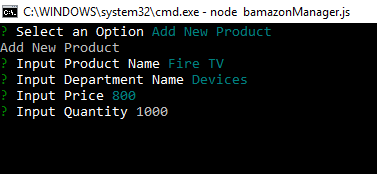 C:\WINDOWS\system32\cmd.exe - node bamazonManager.js
? Select an Option Add New Product
Add New Product
? Input Product Name Fire TV
? Input Department Name Devices
? Input Price 800
? Input Quantity 1000